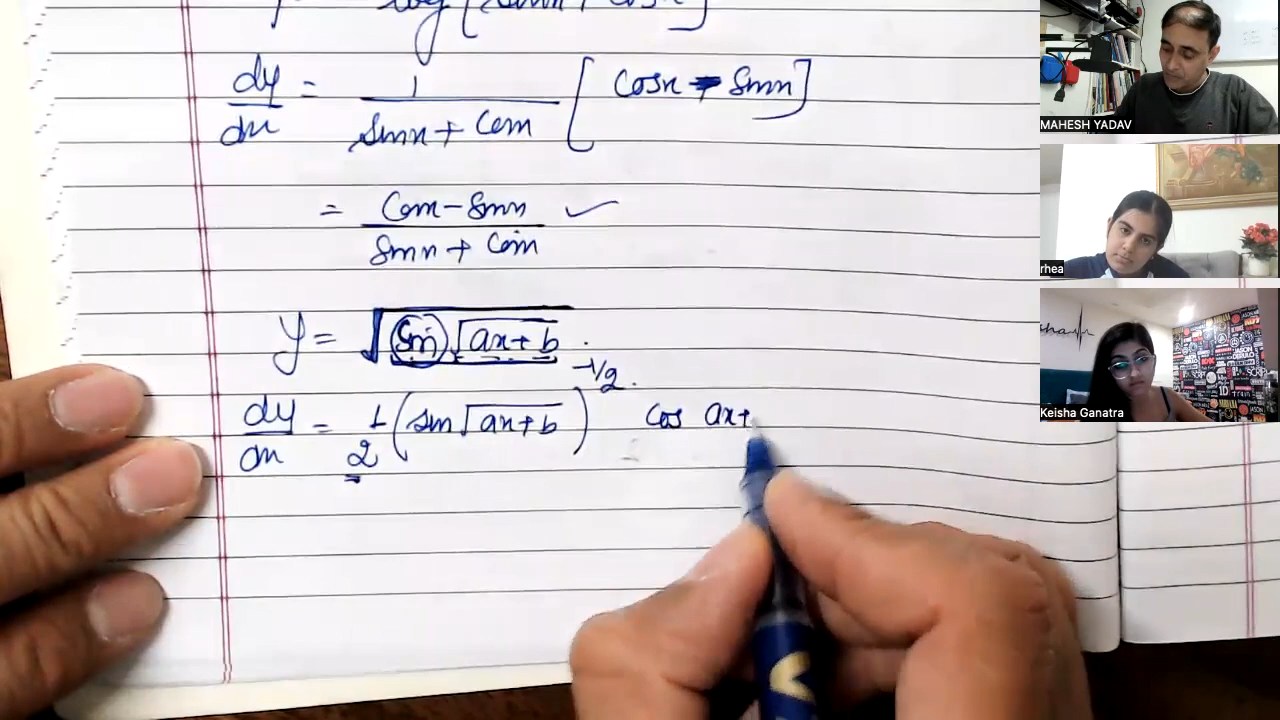 dy/dx = 1/(sinx + cosx) [cosx - sinx]
= (cosx - sinx)/(sinx + cosx) ✓
y = √(sin √(ax+b)) .
dy/dx = 1/2 (sin √(ax+b))^(-1/2) . cos ax+
MAHESH YADAV
rhea
Keisha Ganatra